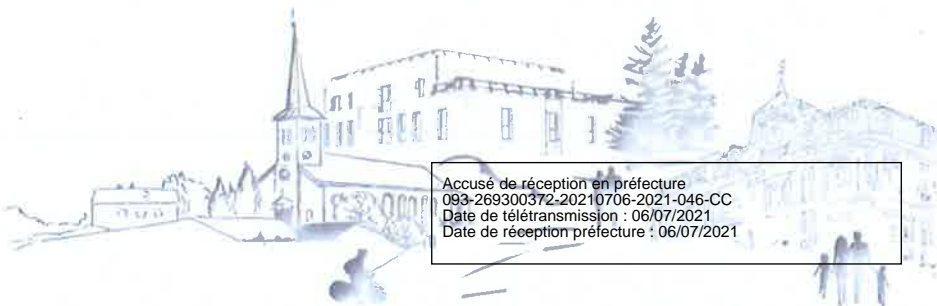 Accusé de réception en préfecture
093-269300372-20210706-2021-046-CC
Date de télétransmission : 06/07/2021
Date de réception préfecture : 06/07/2021